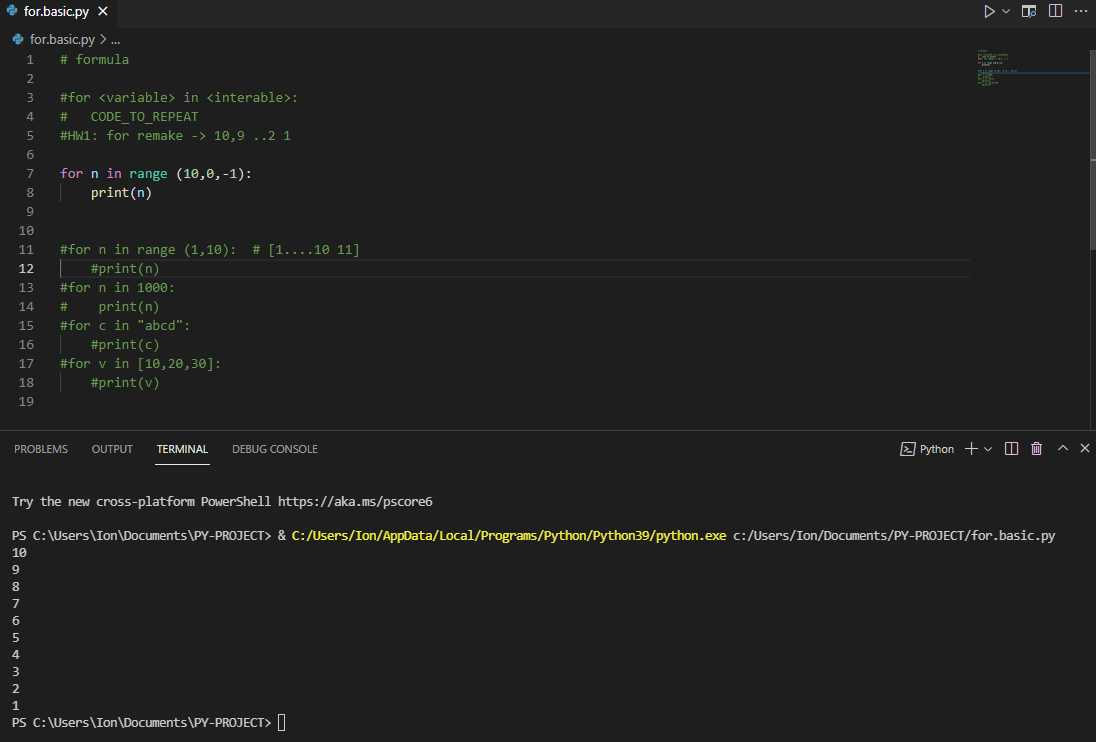 for.basic.py
for.basic.py > ...
1 # formula
2
3 #for <variable> in <interable>:
4 #   CODE_TO_REPEAT
5 #HW1: for remake -> 10,9 ..2 1
6
7 for n in range (10,0,-1):
8     print(n)
9
10
11 #for n in range (1,10):  # [1....10 11]
12     #print(n)
13 #for n in 1000:
14 #    print(n)
15 #for c in "abcd":
16     #print(c)
17 #for v in [10,20,30]:
18     #print(v)
19
PROBLEMS OUTPUT TERMINAL DEBUG CONSOLE Python
Try the new cross-platform PowerShell https://aka.ms/pscore6
PS C:\Users\Ion\Documents\PY-PROJECT> & C:/Users/Ion/AppData/Local/Programs/Python/Python39/python.exe c:/Users/Ion/Documents/PY-PROJECT/for.basic.py
10
9
8
7
6
5
4
3
2
1
PS C:\Users\Ion\Documents\PY-PROJECT>